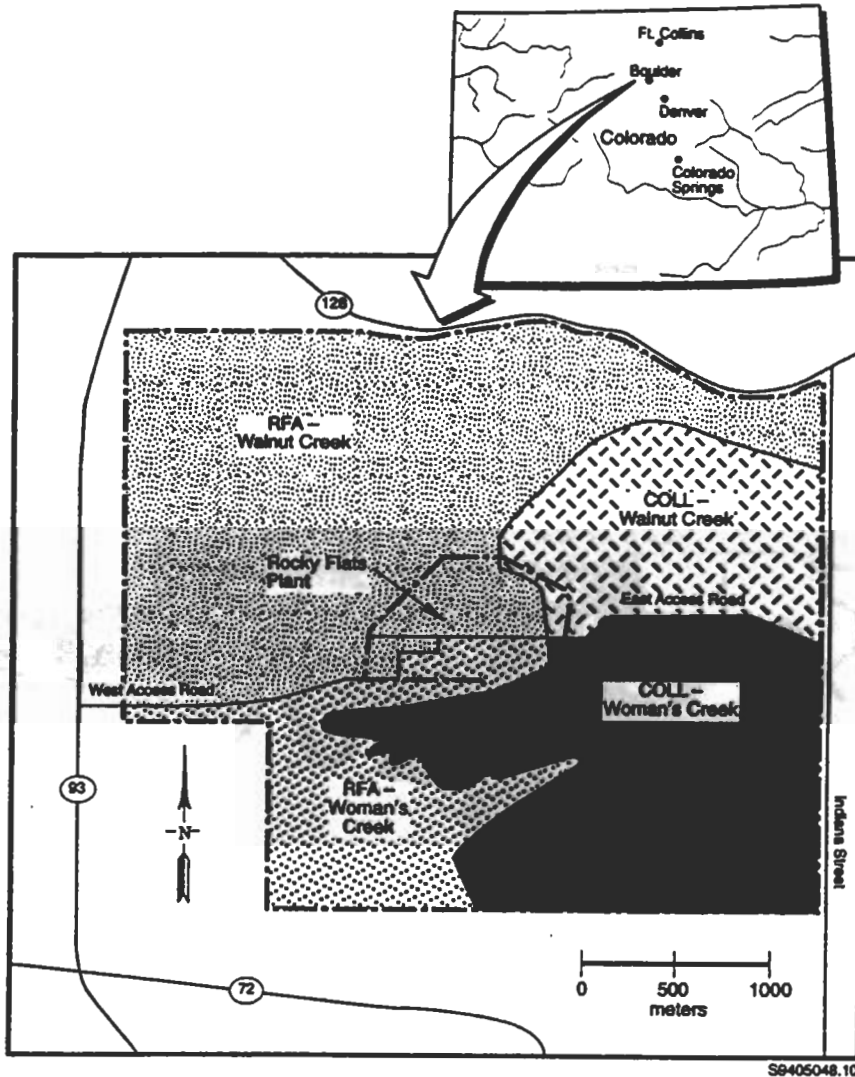 Ft. Collins
Boulder
Denver
Colorado
Colorado
Springs
128
RFA –
Walnut Creek
COLL –
Walnut Creek
Rocky Flats
Plant
East Access Road
West Access Road
COLL –
Woman's Creek
93
RFA –
Woman's
Creek
-N-
Indiana Street
72
0 500 1000
meters
S9405048.10